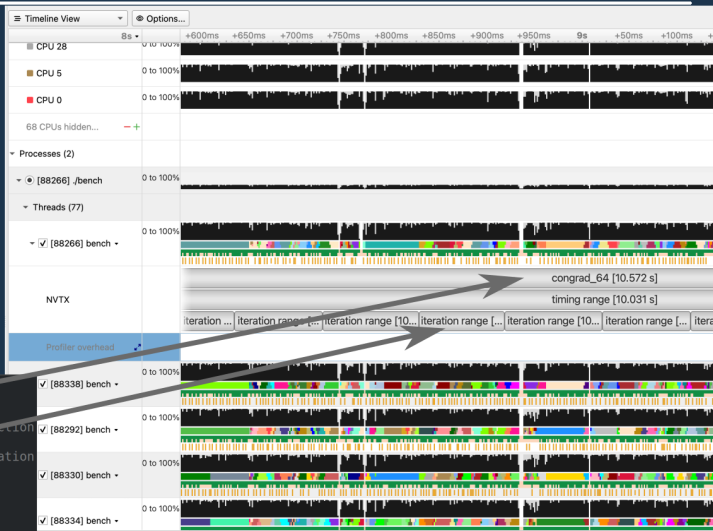 Timeline View
Options...
8s
+600ms +650ms +700ms +750ms +800ms +850ms +900ms +950ms 9s +50ms +100ms
CPU 28
0 to 100%
CPU 5
0 to 100%
CPU 0
0 to 100%
68 CPUs hidden...
Processes (2)
[88266] ./bench
0 to 100%
Threads (77)
[88266] bench
0 to 100%
congrad_64 [10.572 s]
NVTX
timing range [10.031 s]
iteration ... iteration range [... iteration range [10... iteration range [... iteration range [10... iteration range [... itera
Profiler overhead
[88338] bench
0 to 100%
[88292] bench
0 to 100%
[88330] bench
0 to 100%
[88334] bench
0 to 100%